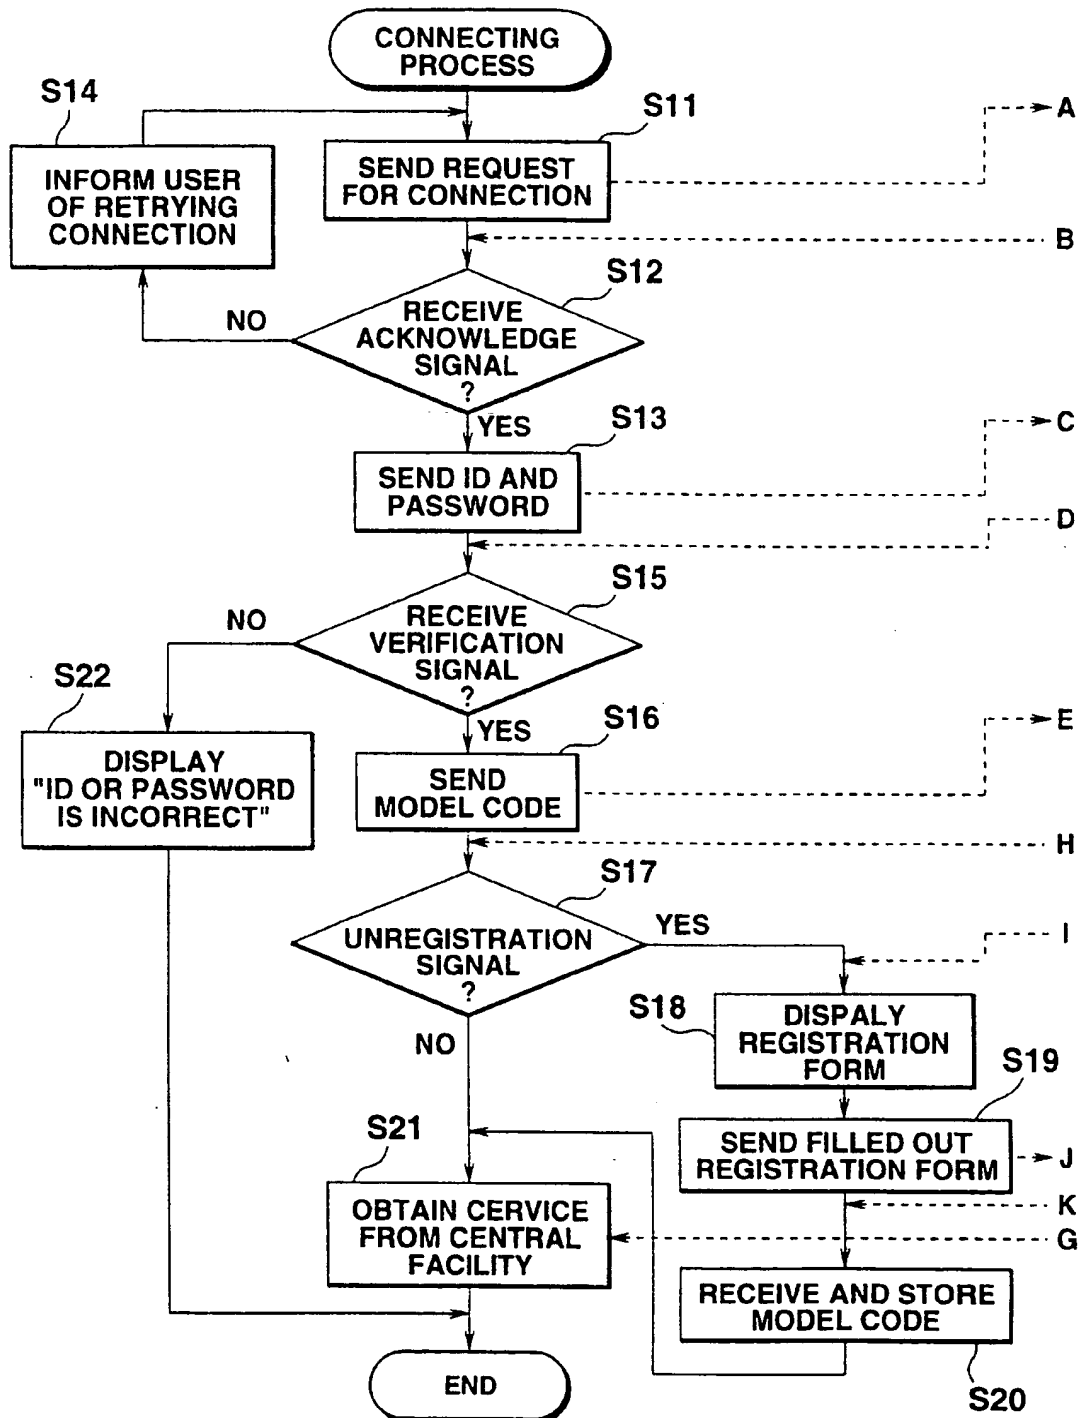 CONNECTING
PROCESS
S14
S11
A
INFORM USER
OF RETRYING
CONNECTION
SEND REQUEST
FOR CONNECTION
B
S12
RECEIVE
ACKNOWLEDGE
SIGNAL
?
NO
YES
S13
C
SEND ID AND
PASSWORD
D
S15
RECEIVE
VERIFICATION
SIGNAL
?
NO
S22
YES
S16
E
DISPLAY
"ID OR PASSWORD
IS INCORRECT"
SEND
MODEL CODE
H
S17
UNREGISTRATION
SIGNAL
?
YES
I
NO
S18
DISPALY
REGISTRATION
FORM
S19
SEND FILLED OUT
REGISTRATION FORM
J
K
S21
OBTAIN CERVICE
FROM CENTRAL
FACILITY
G
RECEIVE AND STORE
MODEL CODE
S20
END